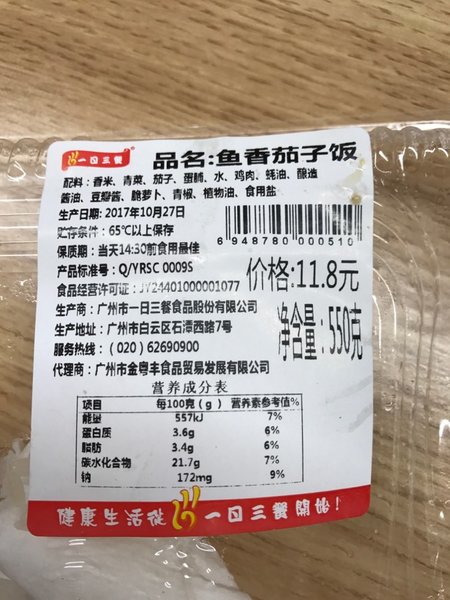 一日三餐
品名:鱼香茄子饭
配料：香米、青菜、茄子、蛋脯、水、鸡肉、蚝油、酿造
酱油、豆瓣酱、脆萝卜、青椒、植物油、食用盐
生产日期: 2017年10月27日
贮存条件：65℃以上保存
保质期：当天14:30前食用最佳
产品标准号：Q/YRSC 0009S
食品经营许可证：JY24401000001077
6 948780 000510
价格:11.8元
净含量: 550克
生产商：广州市一日三餐食品股份有限公司
生产地址：广州市白云区石潭西路7号
服务热线：（020）62690900
代理商：广州市金粤丰食品贸易发展有限公司
营养成分表
项目 每100克(g) 营养素参考值%
能量 557kJ 7%
蛋白质 3.6g 6%
脂肪 3.4g 6%
碳水化合物 21.7g 7%
钠 172mg 9%
健康生活從 一日三餐開始!